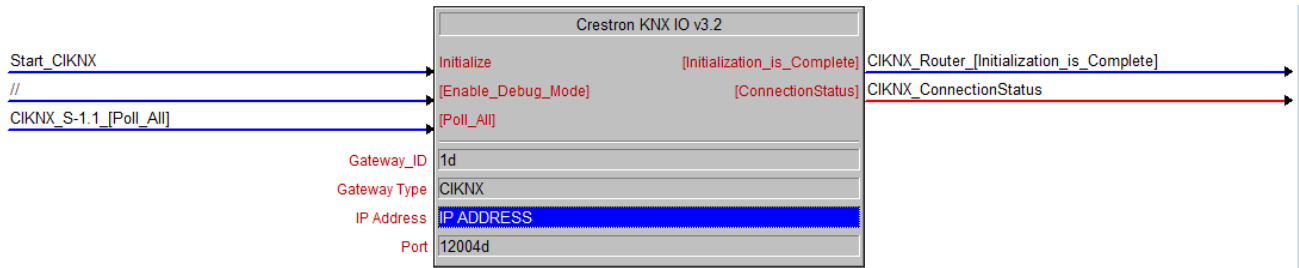 Crestron KNX IO v3.2
Start_CIKNX Initialize [Initialization_is_Complete] CIKNX_Router_[Initialization_is_Complete]
// [Enable_Debug_Mode] [ConnectionStatus] CIKNX_ConnectionStatus
CIKNX_S-1.1_[Poll_All] [Poll_All]
Gateway_ID 1d
Gateway Type CIKNX
IP Address IP ADDRESS
Port 12004d